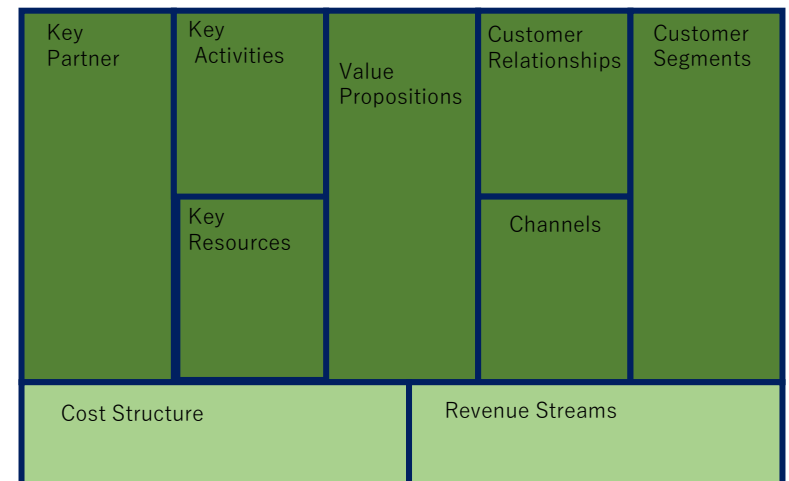 Key
Partner
Key
Activities
Key
Resources
Value
Propositions
Customer
Relationships
Channels
Customer
Segments
Cost Structure
Revenue Streams